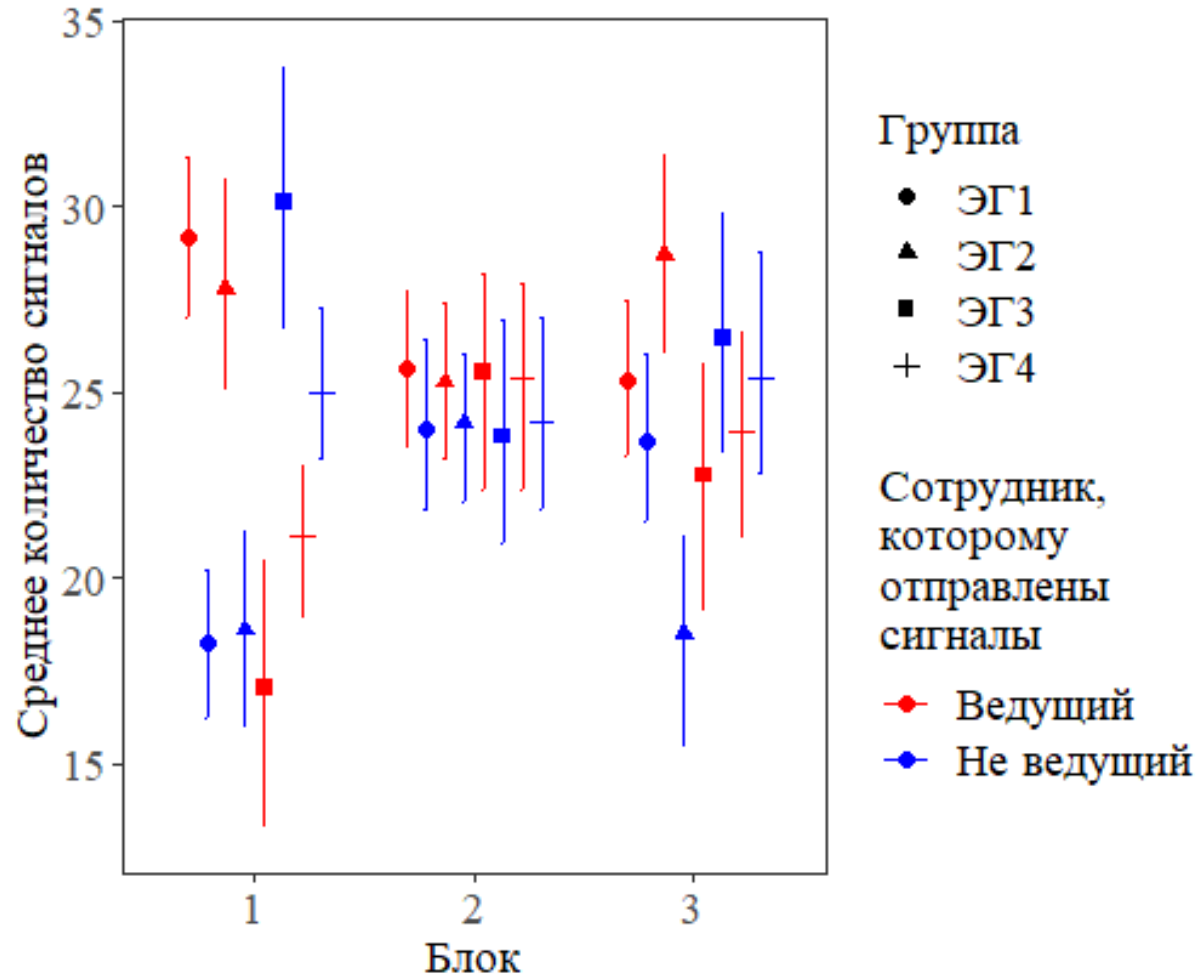 Среднее количество сигналов
35
30
25
20
15
1
2
3
Блок
Группа
ЭГ1
ЭГ2
ЭГ3
ЭГ4
Сотрудник,
которому
отправлены
сигналы
Ведущий
Не ведущий